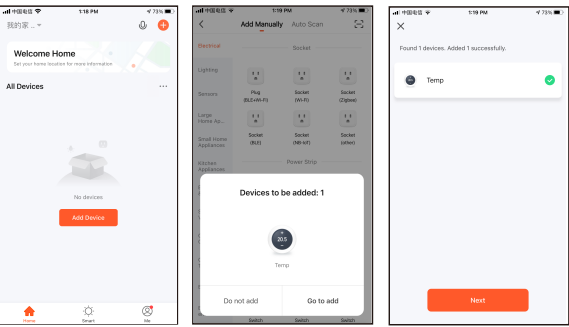 中国电信
1:18 PM
73%
我的家 ..
Welcome Home
Set your home location for more information
All Devices
No devices
Add Device
Home
Smart
Me
中国电信
1:19 PM
73%
Add Manually
Auto Scan
Electrical
Socket
Lighting
Sensors
Plug
(BLE+Wi-Fi)
Socket
(Wi-Fi)
Socket
(Zigbee)
Large
Home Ap...
Small Home
Appliances
Socket
(BLE)
Socket
(NB-IoT)
Socket
(other)
Kitchen
Appliances
Power Strip
Devices to be added: 1
20.5
Temp
Do not add
Go to add
Switch
Switch
Switch
中国电信
1:19 PM
73%
Found 1 devices. Added 1 successfully.
Temp
Next